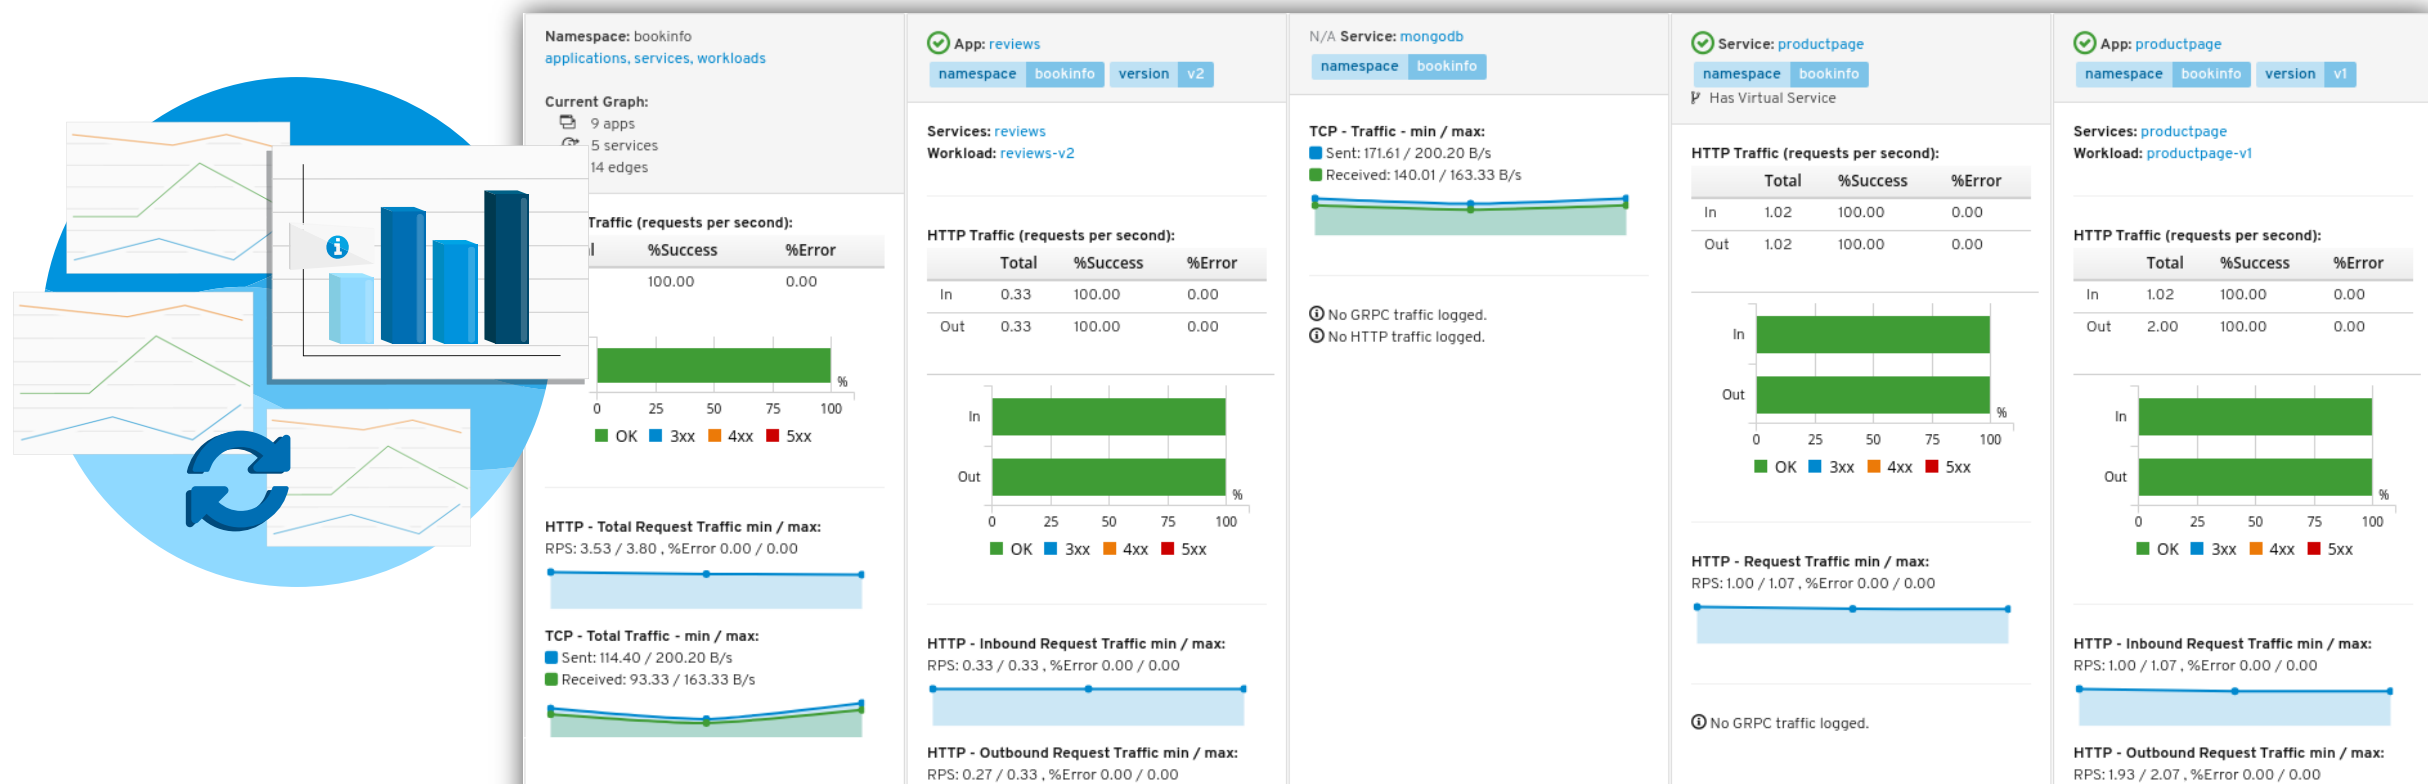 Namespace: bookinfo
applications, services, workloads
Current Graph:
9 apps
5 services
14 edges
Traffic (requests per second):
%Success %Error
100.00 0.00
%
0 25 50 75 100
OK 3xx 4xx 5xx
HTTP - Total Request Traffic min / max:
RPS: 3.53 / 3.80 , %Error 0.00 / 0.00
TCP - Total Traffic - min / max:
Sent: 114.40 / 200.20 B/s
Received: 93.33 / 163.33 B/s
App: reviews
namespace bookinfo version v2
Services: reviews
Workload: reviews-v2
HTTP Traffic (requests per second):
Total %Success %Error
In 0.33 100.00 0.00
Out 0.33 100.00 0.00
In
Out
%
0 25 50 75 100
OK 3xx 4xx 5xx
HTTP - Inbound Request Traffic min / max:
RPS: 0.33 / 0.33 , %Error 0.00 / 0.00
HTTP - Outbound Request Traffic min / max:
RPS: 0.27 / 0.33 , %Error 0.00 / 0.00
N/A Service: mongodb
namespace bookinfo
TCP - Traffic - min / max:
Sent: 171.61 / 200.20 B/s
Received: 140.01 / 163.33 B/s
No GRPC traffic logged.
No HTTP traffic logged.
Service: productpage
namespace bookinfo
Has Virtual Service
HTTP Traffic (requests per second):
Total %Success %Error
In 1.02 100.00 0.00
Out 1.02 100.00 0.00
In
Out
%
0 25 50 75 100
OK 3xx 4xx 5xx
HTTP - Request Traffic min / max:
RPS: 1.00 / 1.07 , %Error 0.00 / 0.00
No GRPC traffic logged.
App: productpage
namespace bookinfo version v1
Services: productpage
Workload: productpage-v1
HTTP Traffic (requests per second):
Total %Success %Error
In 1.02 100.00 0.00
Out 2.00 100.00 0.00
In
Out
%
0 25 50 75 100
OK 3xx 4xx 5xx
HTTP - Inbound Request Traffic min / max:
RPS: 1.00 / 1.07 , %Error 0.00 / 0.00
HTTP - Outbound Request Traffic min / max:
RPS: 1.93 / 2.07 , %Error 0.00 / 0.00